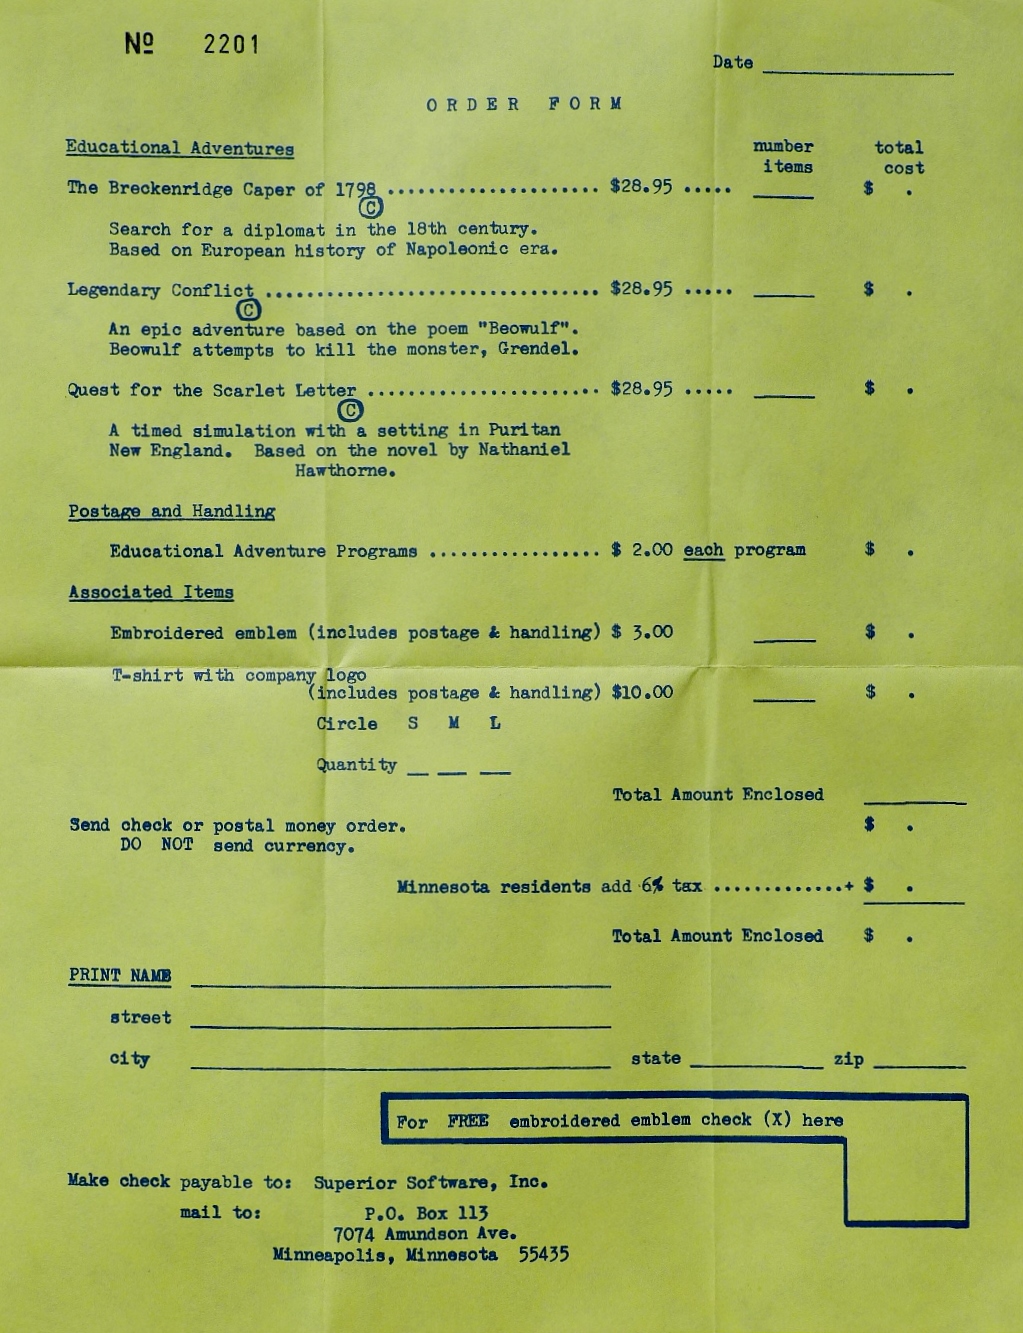 Nº 2201
Date
ORDER FORM
Educational Adventures number total
items cost
The Breckenridge Caper of 1798 ..................... $28.95 ..... $ .
©
Search for a diplomat in the 18th century.
Based on European history of Napoleonic era.
Legendary Conflict ................................. $28.95 ..... $ .
©
An epic adventure based on the poem "Beowulf".
Beowulf attempts to kill the monster, Grendel.
Quest for the Scarlet Letter ....................... $28.95 ..... $ .
©
A timed simulation with a setting in Puritan
New England. Based on the novel by Nathaniel
Hawthorne.
Postage and Handling
Educational Adventure Programs ................. $ 2.00 each program $ .
Associated Items
Embroidered emblem (includes postage & handling) $ 3.00 $ .
T-shirt with company logo
(includes postage & handling) $10.00 $ .
Circle S M L
Quantity
Total Amount Enclosed
Send check or postal money order. $ .
DO NOT send currency.
Minnesota residents add 6% tax .............+ $ .
Total Amount Enclosed $ .
PRINT NAME
street
city state zip
For FREE embroidered emblem check (X) here
Make check payable to: Superior Software, Inc.
mail to: P.O. Box 113
7074 Amundson Ave.
Minneapolis, Minnesota 55435